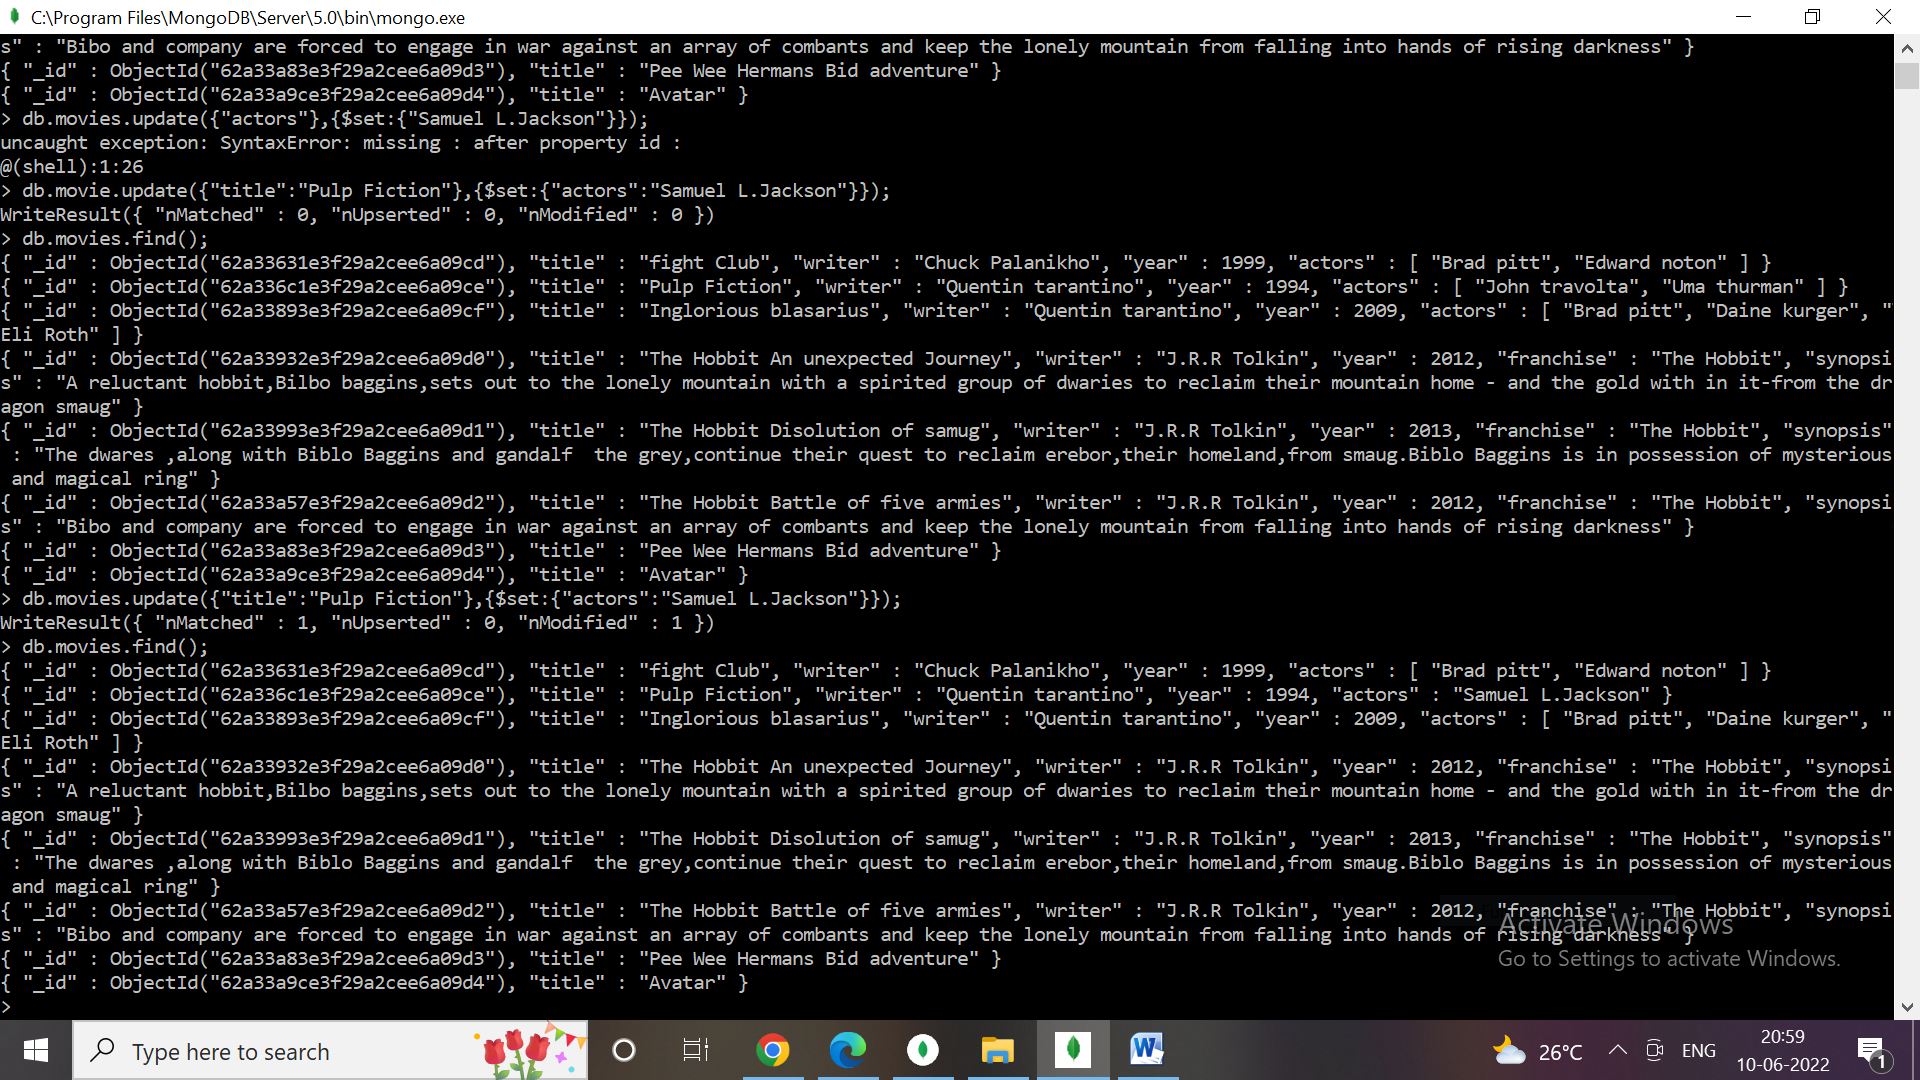 C:\Program Files\MongoDB\Server\5.0\bin\mongo.exe
s" : "Bibo and company are forced to engage in war against an array of combants and keep the lonely mountain from falling into hands of rising darkness" }
{ "_id" : ObjectId("62a33a83e3f29a2cee6a09d3"), "title" : "Pee Wee Hermans Bid adventure" }
{ "_id" : ObjectId("62a33a9ce3f29a2cee6a09d4"), "title" : "Avatar" }
> db.movies.update({"actors"},{$set:{"Samuel L.Jackson"}});
uncaught exception: SyntaxError: missing : after property id :
@(shell):1:26
> db.movie.update({"title":"Pulp Fiction"},{$set:{"actors":"Samuel L.Jackson"}});
WriteResult({ "nMatched" : 0, "nUpserted" : 0, "nModified" : 0 })
> db.movies.find();
{ "_id" : ObjectId("62a33631e3f29a2cee6a09cd"), "title" : "fight Club", "writer" : "Chuck Palanikho", "year" : 1999, "actors" : [ "Brad pitt", "Edward noton" ] }
{ "_id" : ObjectId("62a336c1e3f29a2cee6a09ce"), "title" : "Pulp Fiction", "writer" : "Quentin tarantino", "year" : 1994, "actors" : [ "John travolta", "Uma thurman" ] }
{ "_id" : ObjectId("62a33893e3f29a2cee6a09cf"), "title" : "Inglorious blasarius", "writer" : "Quentin tarantino", "year" : 2009, "actors" : [ "Brad pitt", "Daine kurger", "
Eli Roth" ] }
{ "_id" : ObjectId("62a33932e3f29a2cee6a09d0"), "title" : "The Hobbit An unexpected Journey", "writer" : "J.R.R Tolkin", "year" : 2012, "franchise" : "The Hobbit", "synopsi
s" : "A reluctant hobbit,Bilbo baggins,sets out to the lonely mountain with a spirited group of dwaries to reclaim their mountain home - and the gold with in it-from the dr
agon smaug" }
{ "_id" : ObjectId("62a33993e3f29a2cee6a09d1"), "title" : "The Hobbit Disolution of samug", "writer" : "J.R.R Tolkin", "year" : 2013, "franchise" : "The Hobbit", "synopsis"
 : "The dwares ,along with Biblo Baggins and gandalf  the grey,continue their quest to reclaim erebor,their homeland,from smaug.Biblo Baggins is in possession of mysterious
 and magical ring" }
{ "_id" : ObjectId("62a33a57e3f29a2cee6a09d2"), "title" : "The Hobbit Battle of five armies", "writer" : "J.R.R Tolkin", "year" : 2012, "franchise" : "The Hobbit", "synopsi
s" : "Bibo and company are forced to engage in war against an array of combants and keep the lonely mountain from falling into hands of rising darkness" }
{ "_id" : ObjectId("62a33a83e3f29a2cee6a09d3"), "title" : "Pee Wee Hermans Bid adventure" }
{ "_id" : ObjectId("62a33a9ce3f29a2cee6a09d4"), "title" : "Avatar" }
> db.movies.update({"title":"Pulp Fiction"},{$set:{"actors":"Samuel L.Jackson"}});
WriteResult({ "nMatched" : 1, "nUpserted" : 0, "nModified" : 1 })
> db.movies.find();
{ "_id" : ObjectId("62a33631e3f29a2cee6a09cd"), "title" : "fight Club", "writer" : "Chuck Palanikho", "year" : 1999, "actors" : [ "Brad pitt", "Edward noton" ] }
{ "_id" : ObjectId("62a336c1e3f29a2cee6a09ce"), "title" : "Pulp Fiction", "writer" : "Quentin tarantino", "year" : 1994, "actors" : "Samuel L.Jackson" }
{ "_id" : ObjectId("62a33893e3f29a2cee6a09cf"), "title" : "Inglorious blasarius", "writer" : "Quentin tarantino", "year" : 2009, "actors" : [ "Brad pitt", "Daine kurger", "
Eli Roth" ] }
{ "_id" : ObjectId("62a33932e3f29a2cee6a09d0"), "title" : "The Hobbit An unexpected Journey", "writer" : "J.R.R Tolkin", "year" : 2012, "franchise" : "The Hobbit", "synopsi
s" : "A reluctant hobbit,Bilbo baggins,sets out to the lonely mountain with a spirited group of dwaries to reclaim their mountain home - and the gold with in it-from the dr
agon smaug" }
{ "_id" : ObjectId("62a33993e3f29a2cee6a09d1"), "title" : "The Hobbit Disolution of samug", "writer" : "J.R.R Tolkin", "year" : 2013, "franchise" : "The Hobbit", "synopsis"
 : "The dwares ,along with Biblo Baggins and gandalf  the grey,continue their quest to reclaim erebor,their homeland,from smaug.Biblo Baggins is in possession of mysterious
 and magical ring" }
{ "_id" : ObjectId("62a33a57e3f29a2cee6a09d2"), "title" : "The Hobbit Battle of five armies", "writer" : "J.R.R Tolkin", "year" : 2012, "franchise" : "The Hobbit", "synopsi
s" : "Bibo and company are forced to engage in war against an array of combants and keep the lonely mountain from falling into hands of rising darkness" }
{ "_id" : ObjectId("62a33a83e3f29a2cee6a09d3"), "title" : "Pee Wee Hermans Bid adventure" }
{ "_id" : ObjectId("62a33a9ce3f29a2cee6a09d4"), "title" : "Avatar" }
>
Activate Windows
Go to Settings to activate Windows.
Type here to search
26°C
ENG
20:59
10-06-2022
1